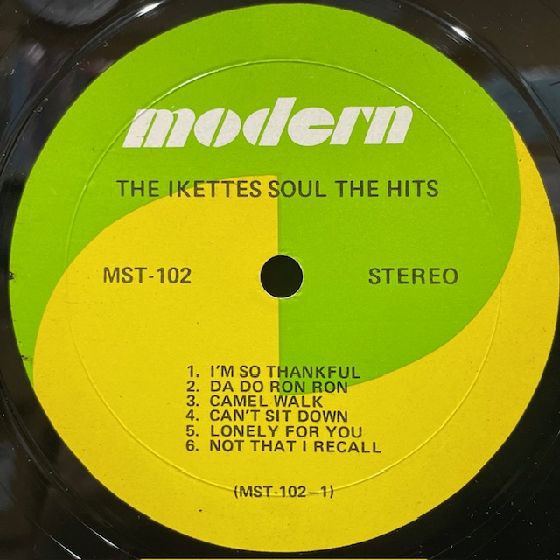 modern
THE IKETTES SOUL THE HITS
MST-102 STEREO
1. I'M SO THANKFUL
2. DA DO RON RON
3. CAMEL WALK
4. CAN'T SIT DOWN
5. LONELY FOR YOU
6. NOT THAT I RECALL
(MST-102-1)